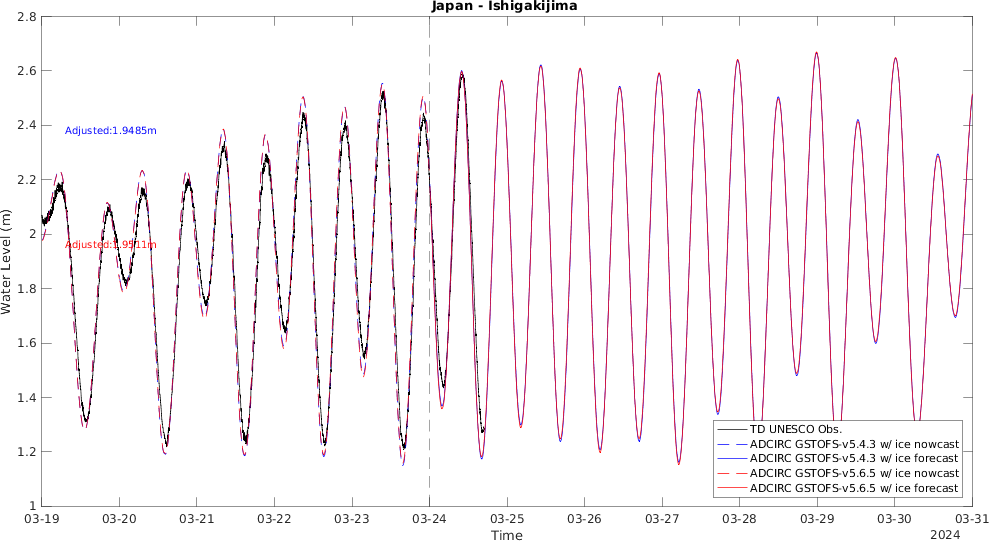 Japan - Ishigakijima
2.8
2.6
2.4
2.2
2
1.8
1.6
1.4
1.2
1
Water Level (m)
Adjusted:1.9485m
Adjusted:1.9511m
TD UNESCO Obs.
ADCIRC GSTOFS-v5.4.3 w/ ice nowcast
ADCIRC GSTOFS-v5.4.3 w/ ice forecast
ADCIRC GSTOFS-v5.6.5 w/ ice nowcast
ADCIRC GSTOFS-v5.6.5 w/ ice forecast
03-19 03-20 03-21 03-22 03-23 03-24 03-25 03-26 03-27 03-28 03-29 03-30 03-31
Time
2024